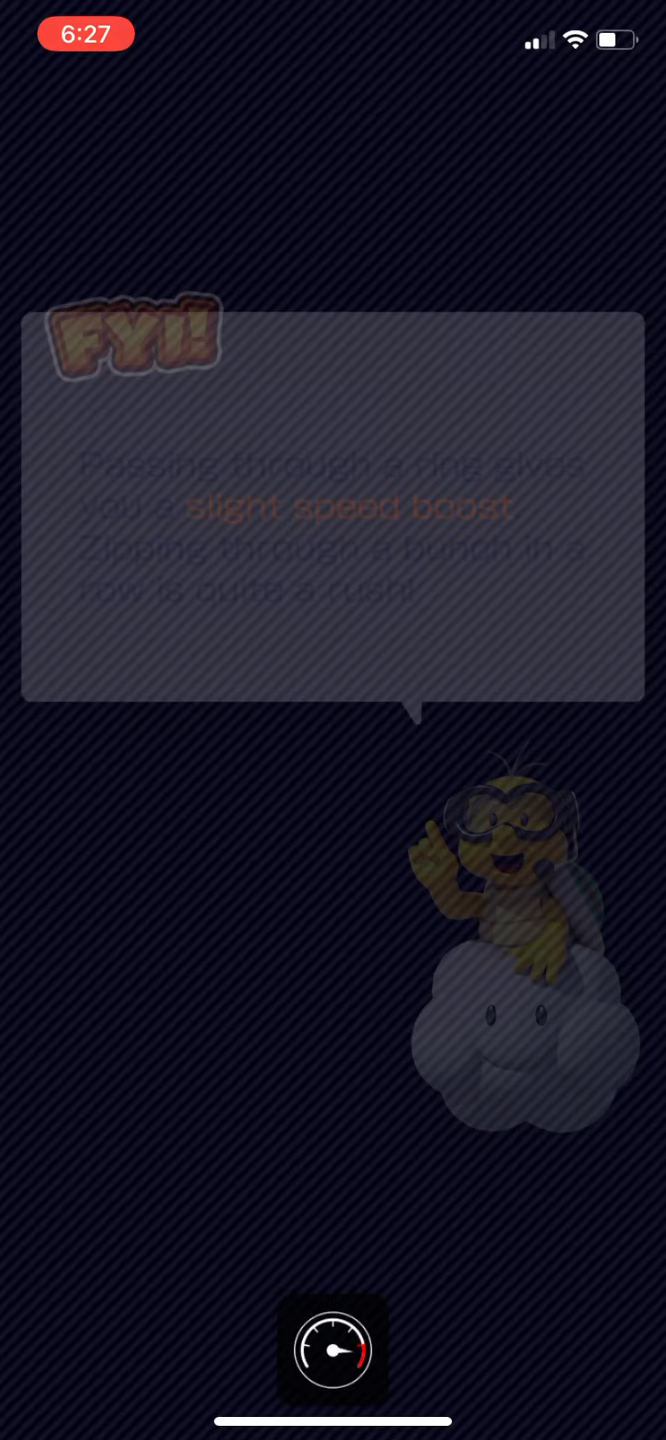 6:27
FYI!
Passing through a ring gives
you a slight speed boost.
Zipping through a bunch in a
row is quite a rush!